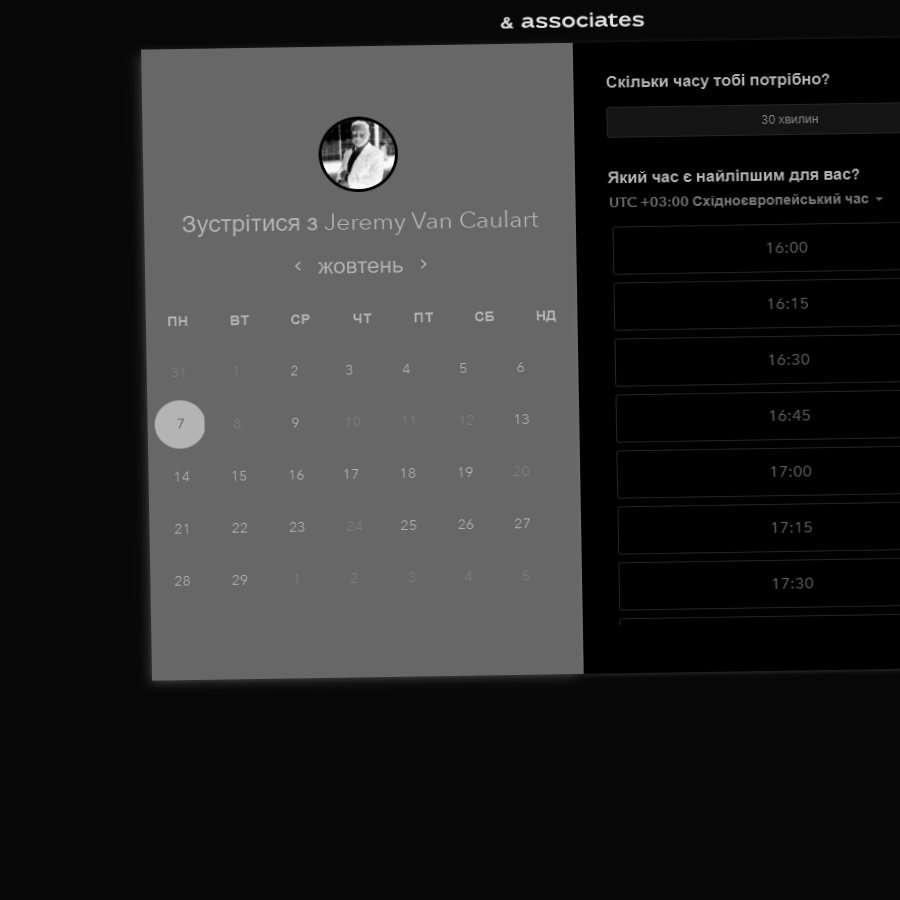 & associates
Зустрітися з Jeremy Van Caulart
‹ жовтень ›
ПН ВТ СР ЧТ ПТ СБ НД
31 1 2 3 4 5 6
7 8 9 10 11 12 13
14 15 16 17 18 19 20
21 22 23 24 25 26 27
28 29 1 2 3 4 5
Скільки часу тобі потрібно?
30 хвилин
Який час є найліпшим для вас?
UTC +03:00 Східноєвропейський час
16:00
16:15
16:30
16:45
17:00
17:15
17:30